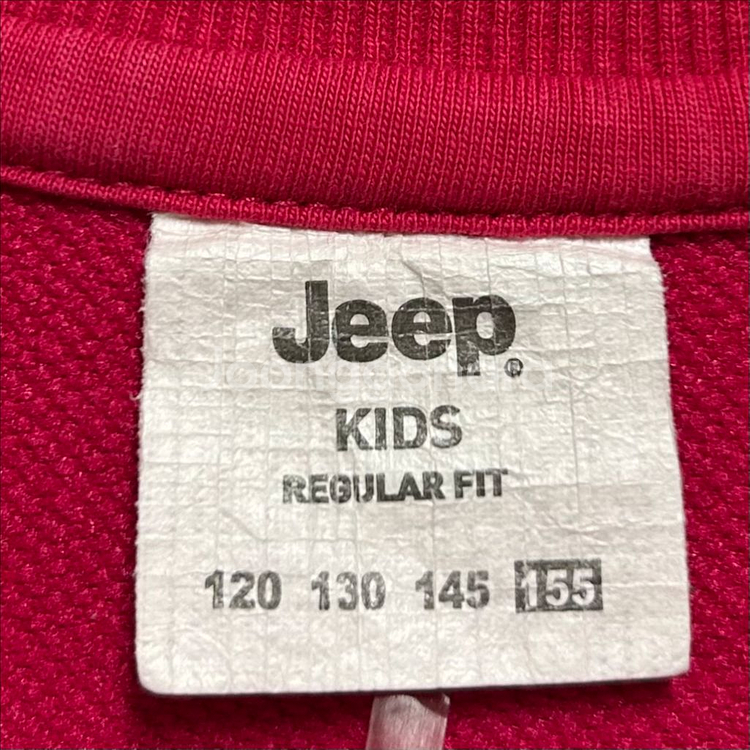 Jeep®
KIDS
REGULAR FIT
120 130 145 155